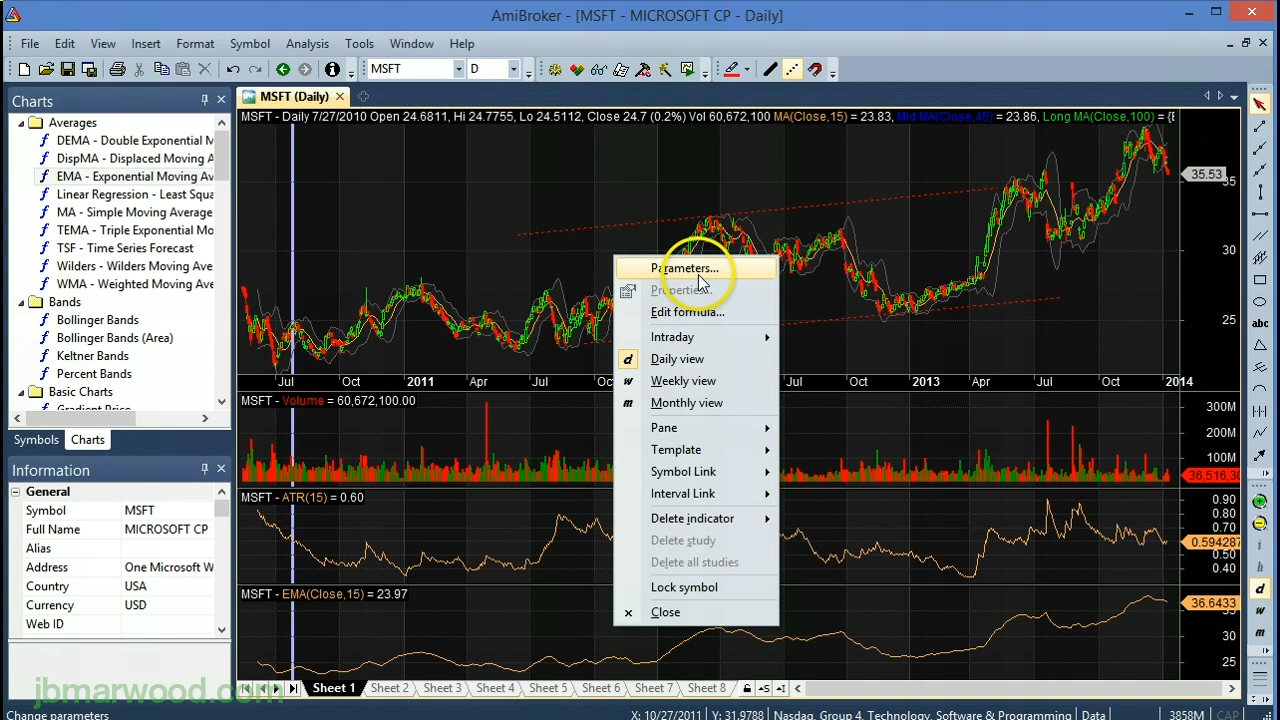 AmiBroker - [MSFT - MICROSOFT CP - Daily]
File Edit View Insert Format Symbol Analysis Tools Window Help
MSFT D
Charts
MSFT (Daily)
Averages
DEMA - Double Exponential M
DispMA - Displaced Moving A
EMA - Exponential Moving Av
Linear Regression - Least Squa
MA - Simple Moving Average
TEMA - Triple Exponential Mo
TSF - Time Series Forecast
Wilders - Wilders Moving Avera
WMA - Weighted Moving Aver
Bands
Bollinger Bands
Bollinger Bands (Area)
Keltner Bands
Percent Bands
Basic Charts
Gradient Price
Symbols Charts
Information
General
Symbol MSFT
Full Name MICROSOFT CP
Alias
Address One Microsoft W
Country USA
Currency USD
Web ID
MSFT - Daily 7/27/2010 Open 24.6811, Hi 24.7755, Lo 24.5112, Close 24.7 (0.2%) Vol 60,672,100 MA(Close,15) = 23.83, Mid MA(Close,45) = 23.86, Long MA(Close,100) = {E
35.53
35
30
25
Jul Oct 2011 Apr Jul Oct Jul Oct 2013 Apr Jul Oct 2014
Parameters...
Properties...
Edit formula...
Intraday
d Daily view
w Weekly view
m Monthly view
Pane
Template
Symbol Link
Interval Link
Delete indicator
Delete study
Delete all studies
Lock symbol
x Close
MSFT - Volume = 60,672,100.00
300M
200M
100M
36,516,30
MSFT - ATR(15) = 0.60
0.90
0.80
0.70
0.594287
0.50
0.40
MSFT - EMA(Close,15) = 23.97
36.6433
35
30
25
abc
i
h
d
w
m
Sheet 1 Sheet 2 Sheet 3 Sheet 4 Sheet 5 Sheet 6 Sheet 7 Sheet 8
jbmarwood.com
Change parameters X: 10/27/2011 Y: 31.9788 Nasdaq, Group 4, Technology, Software & Programming Data 3858M CAP